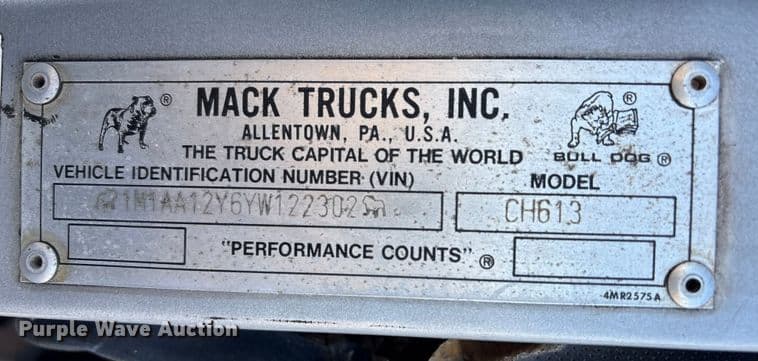 MACK TRUCKS, INC.
ALLENTOWN, PA., U.S.A.
THE TRUCK CAPITAL OF THE WORLD
BULL DOG ®
VEHICLE IDENTIFICATION NUMBER (VIN)
MODEL
1M1AA12Y6YW122302
CH613
"PERFORMANCE COUNTS" ®
4MR2575A
Purple Wave Auction